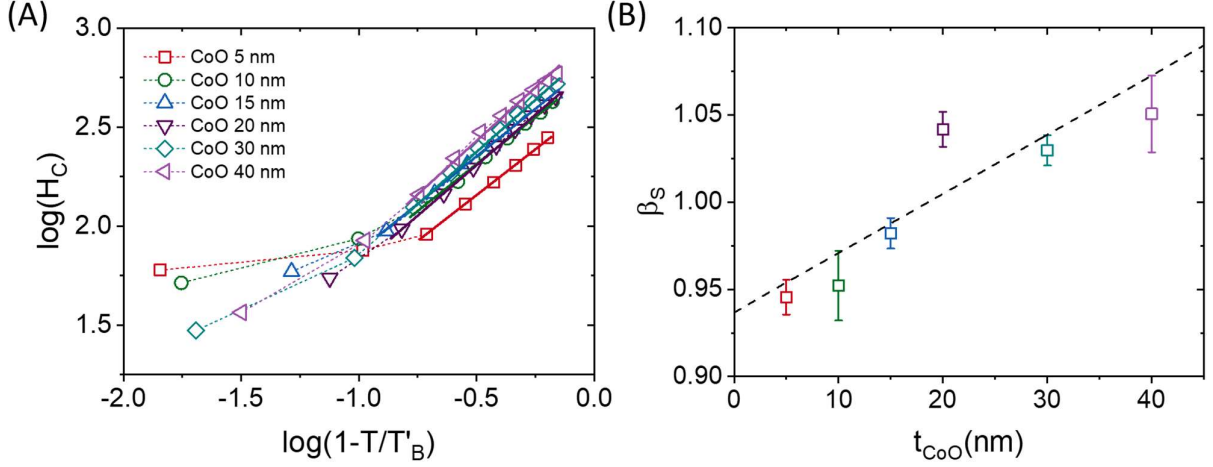 (A)
3.0
2.5
2.0
1.5
log(H_C)
CoO 5 nm
CoO 10 nm
CoO 15 nm
CoO 20 nm
CoO 30 nm
CoO 40 nm
-2.0 -1.5 -1.0 -0.5 0.0
log(1-T/T'_B)
(B)
1.10
1.05
1.00
0.95
0.90
β_S
0 10 20 30 40
t_CoO(nm)